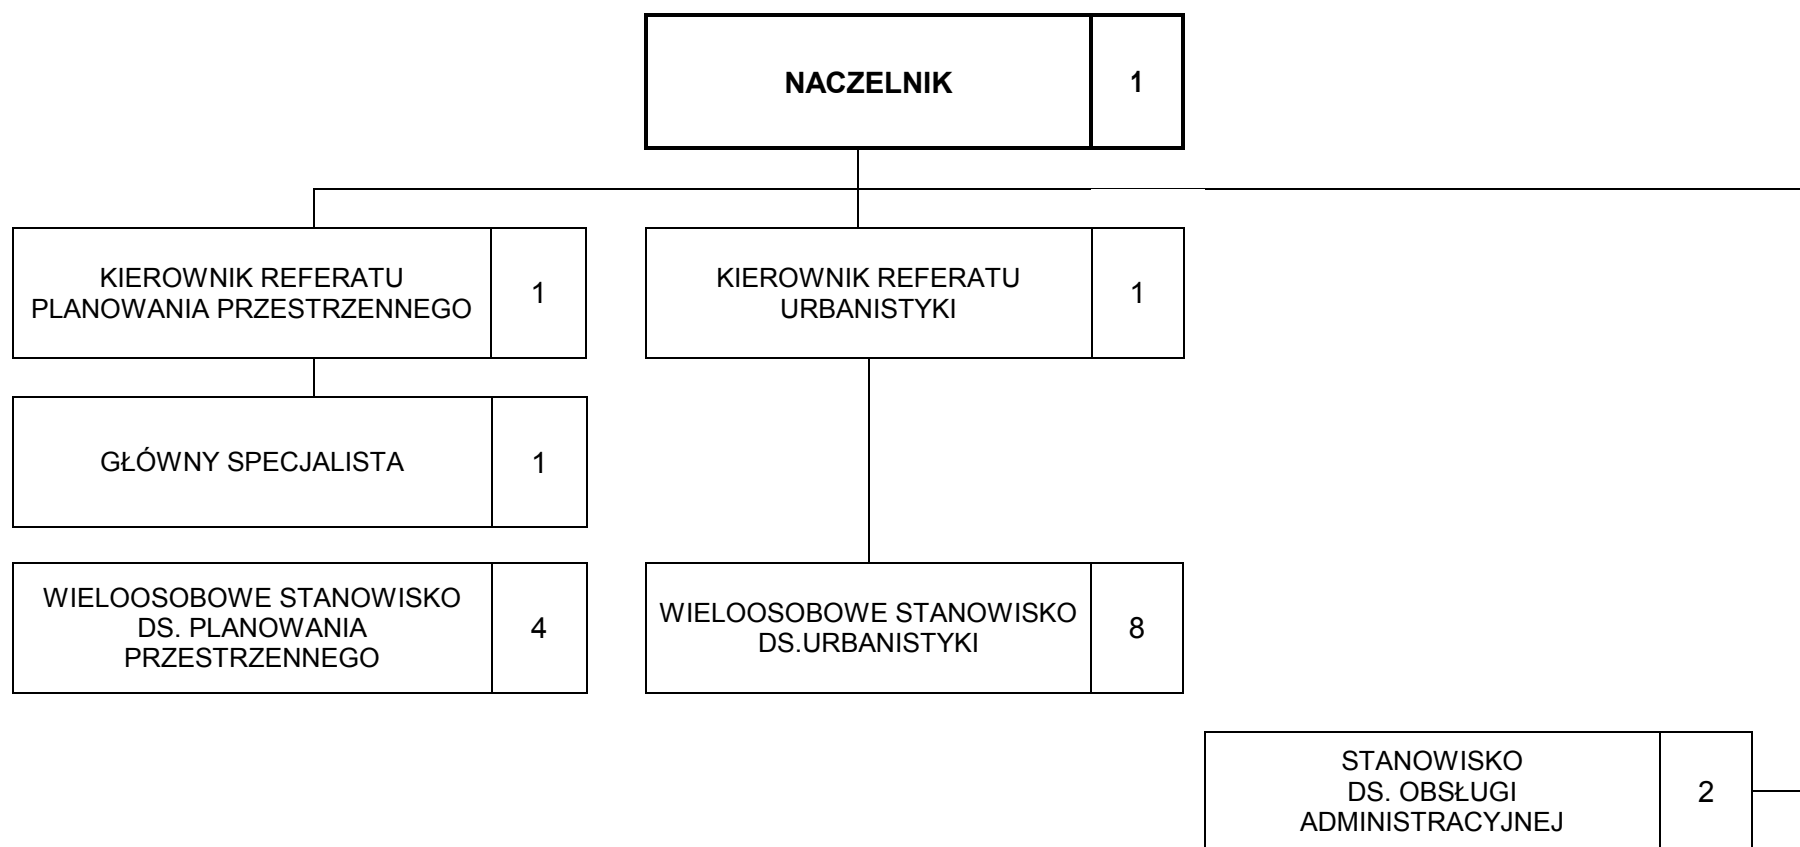 NACZELNIK 1
KIEROWNIK REFERATU
PLANOWANIA PRZESTRZENNEGO
1
KIEROWNIK REFERATU
URBANISTYKI
1
GŁÓWNY SPECJALISTA 1
WIELOOSOBOWE STANOWISKO
DS. PLANOWANIA
PRZESTRZENNEGO
4
WIELOOSOBOWE STANOWISKO
DS.URBANISTYKI
8
STANOWISKO
DS. OBSŁUGI
ADMINISTRACYJNEJ
2